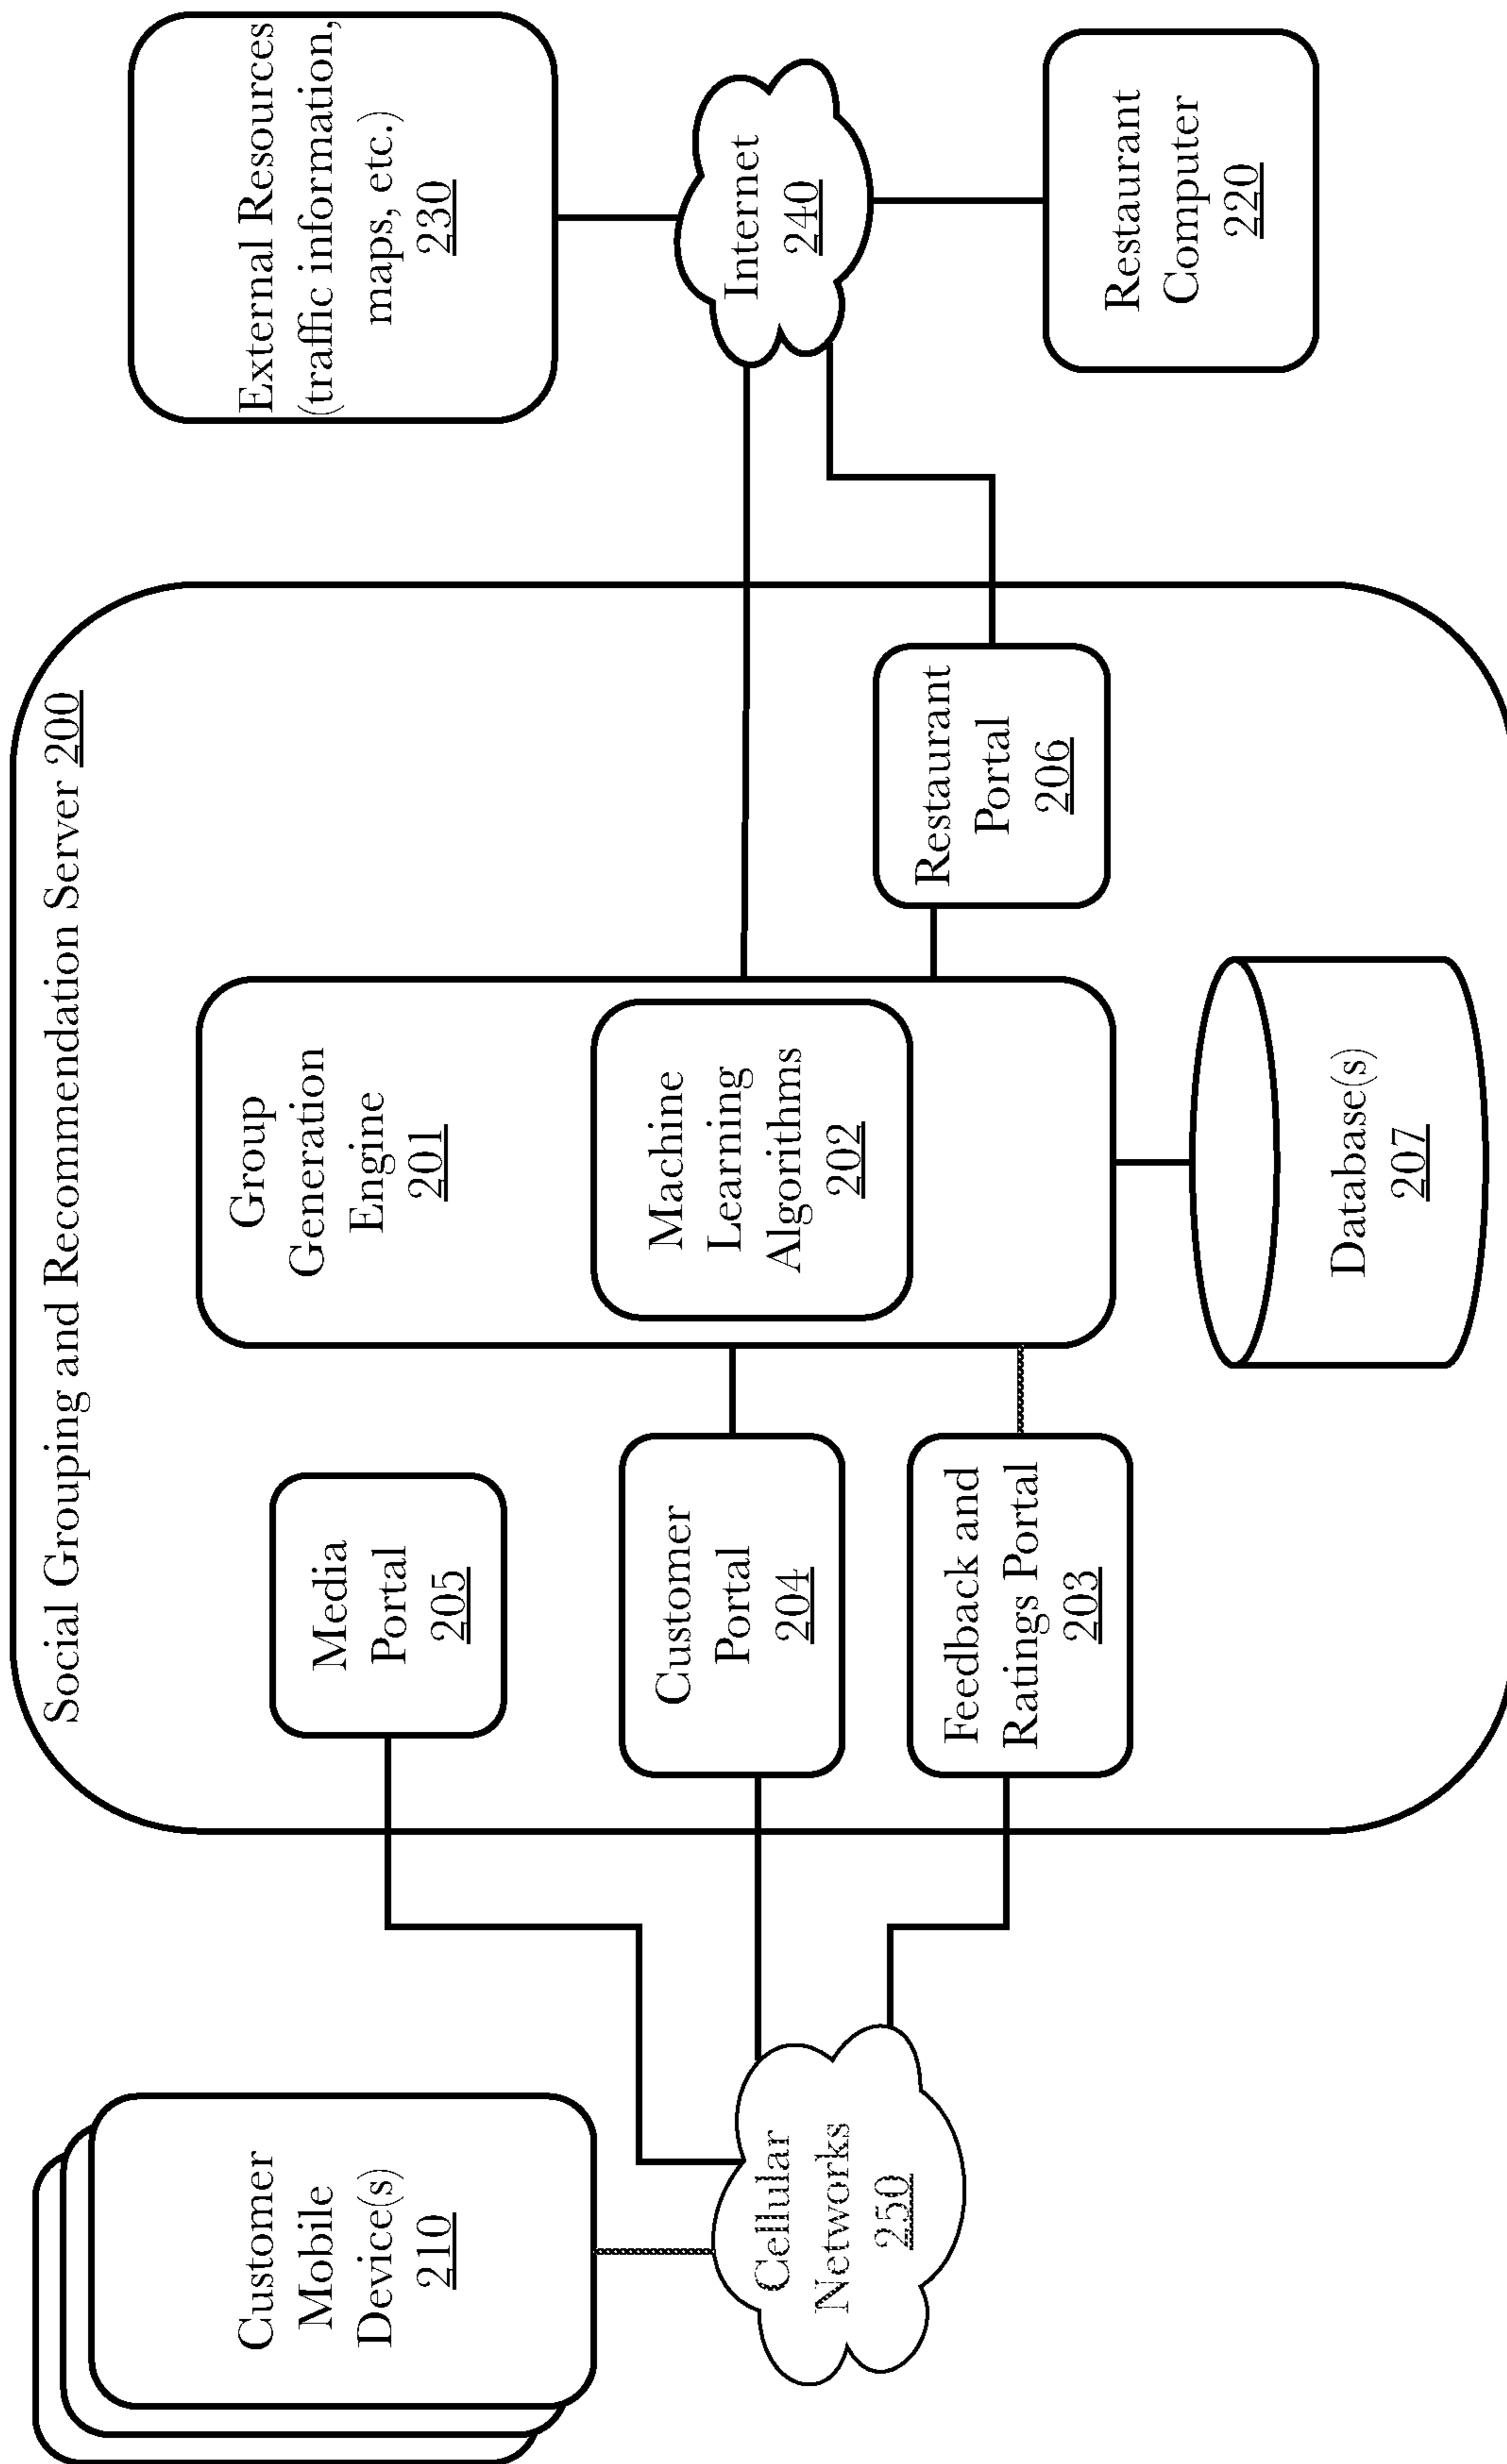 Social Grouping and Recommendation Server 200
Customer
Mobile
Device(s)
210
Cellular
Networks
250
Media
Portal
205
Customer
Portal
204
Feedback and
Ratings Portal
203
Group
Generation
Engine
201
Machine
Learning
Algorithms
202
Database(s)
207
Restaurant
Portal
206
External Resources
(traffic information,
maps, etc.)
230
Internet
240
Restaurant
Computer
220